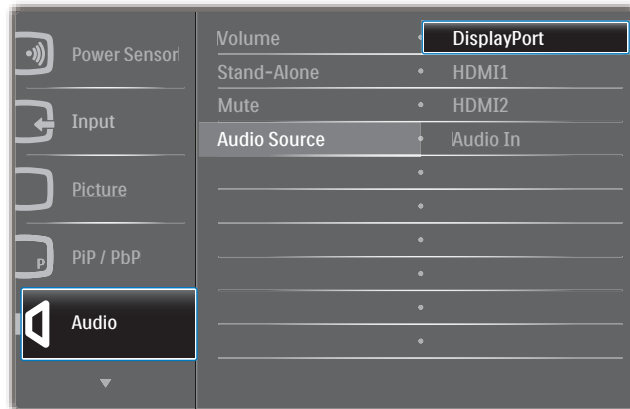 Power Sensor
Input
Picture
P
PiP / PbP
Audio
Volume
Stand-Alone
Mute
Audio Source
DisplayPort
HDMI1
HDMI2
Audio In